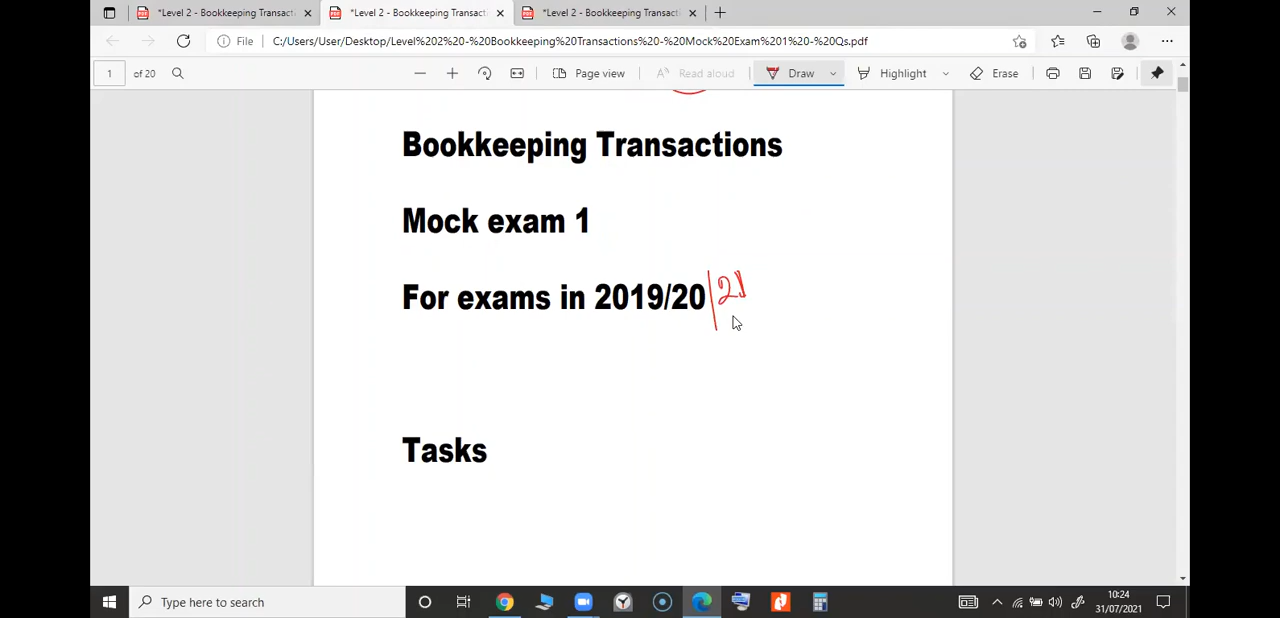 *Level 2 - Bookkeeping Transacti
*Level 2 - Bookkeeping Transact
*Level 2 - Bookkeeping Transacti
File
C:/Users/User/Desktop/Level%202%20-%20Bookkeeping%20Transactions%20-%20Mock%20Exam%201%20-%20Qs.pdf
1 of 20
Page view
Read aloud
Draw
Highlight
Erase
Bookkeeping Transactions
Mock exam 1
For exams in 2019/20 |21
Tasks
Type here to search
10:24
31/07/2021